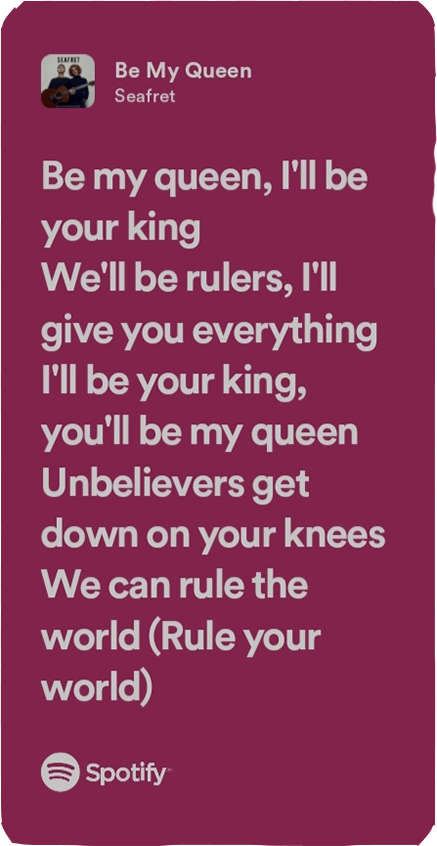 SEAFRET
Be My Queen
Seafret
Be my queen, I'll be
your king
We'll be rulers, I'll
give you everything
I'll be your king,
you'll be my queen
Unbelievers get
down on your knees
We can rule the
world (Rule your
world)
Spotify